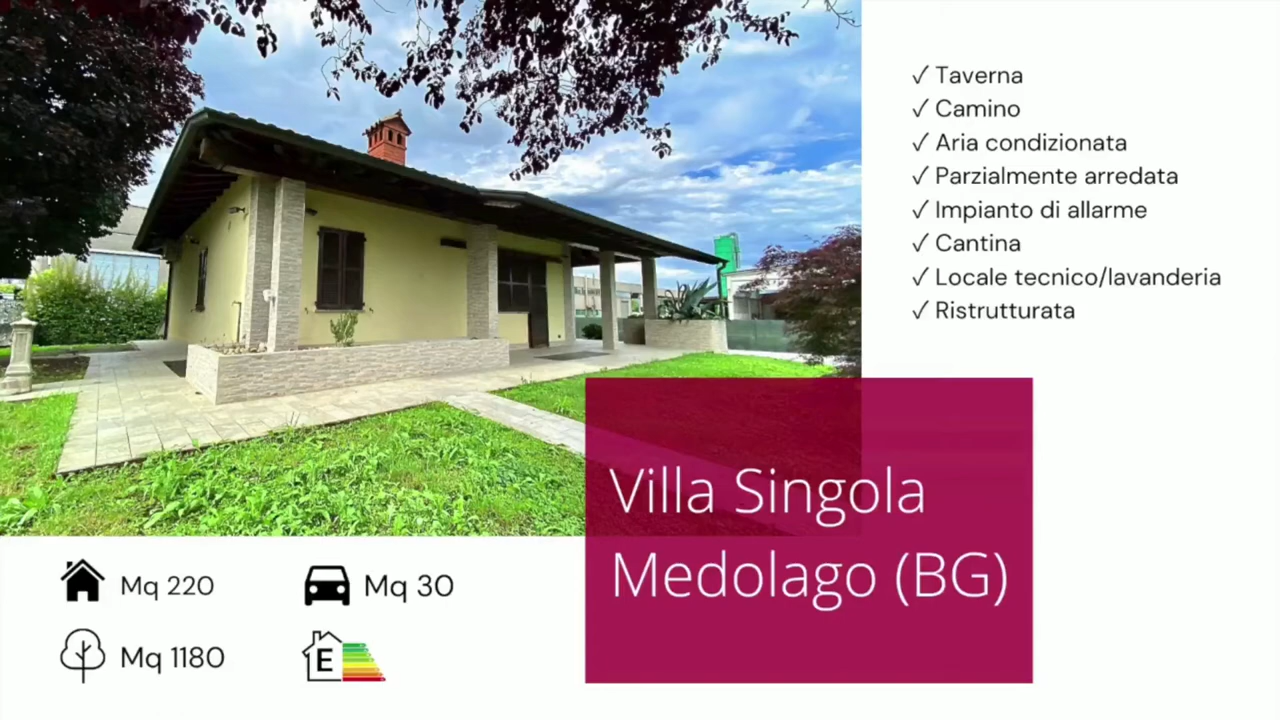 ✓ Taverna
✓ Camino
✓ Aria condizionata
✓ Parzialmente arredata
✓ Impianto di allarme
✓ Cantina
✓ Locale tecnico/lavanderia
✓ Ristrutturata
Villa Singola
Medolago (BG)
Mq 220
Mq 30
Mq 1180
E